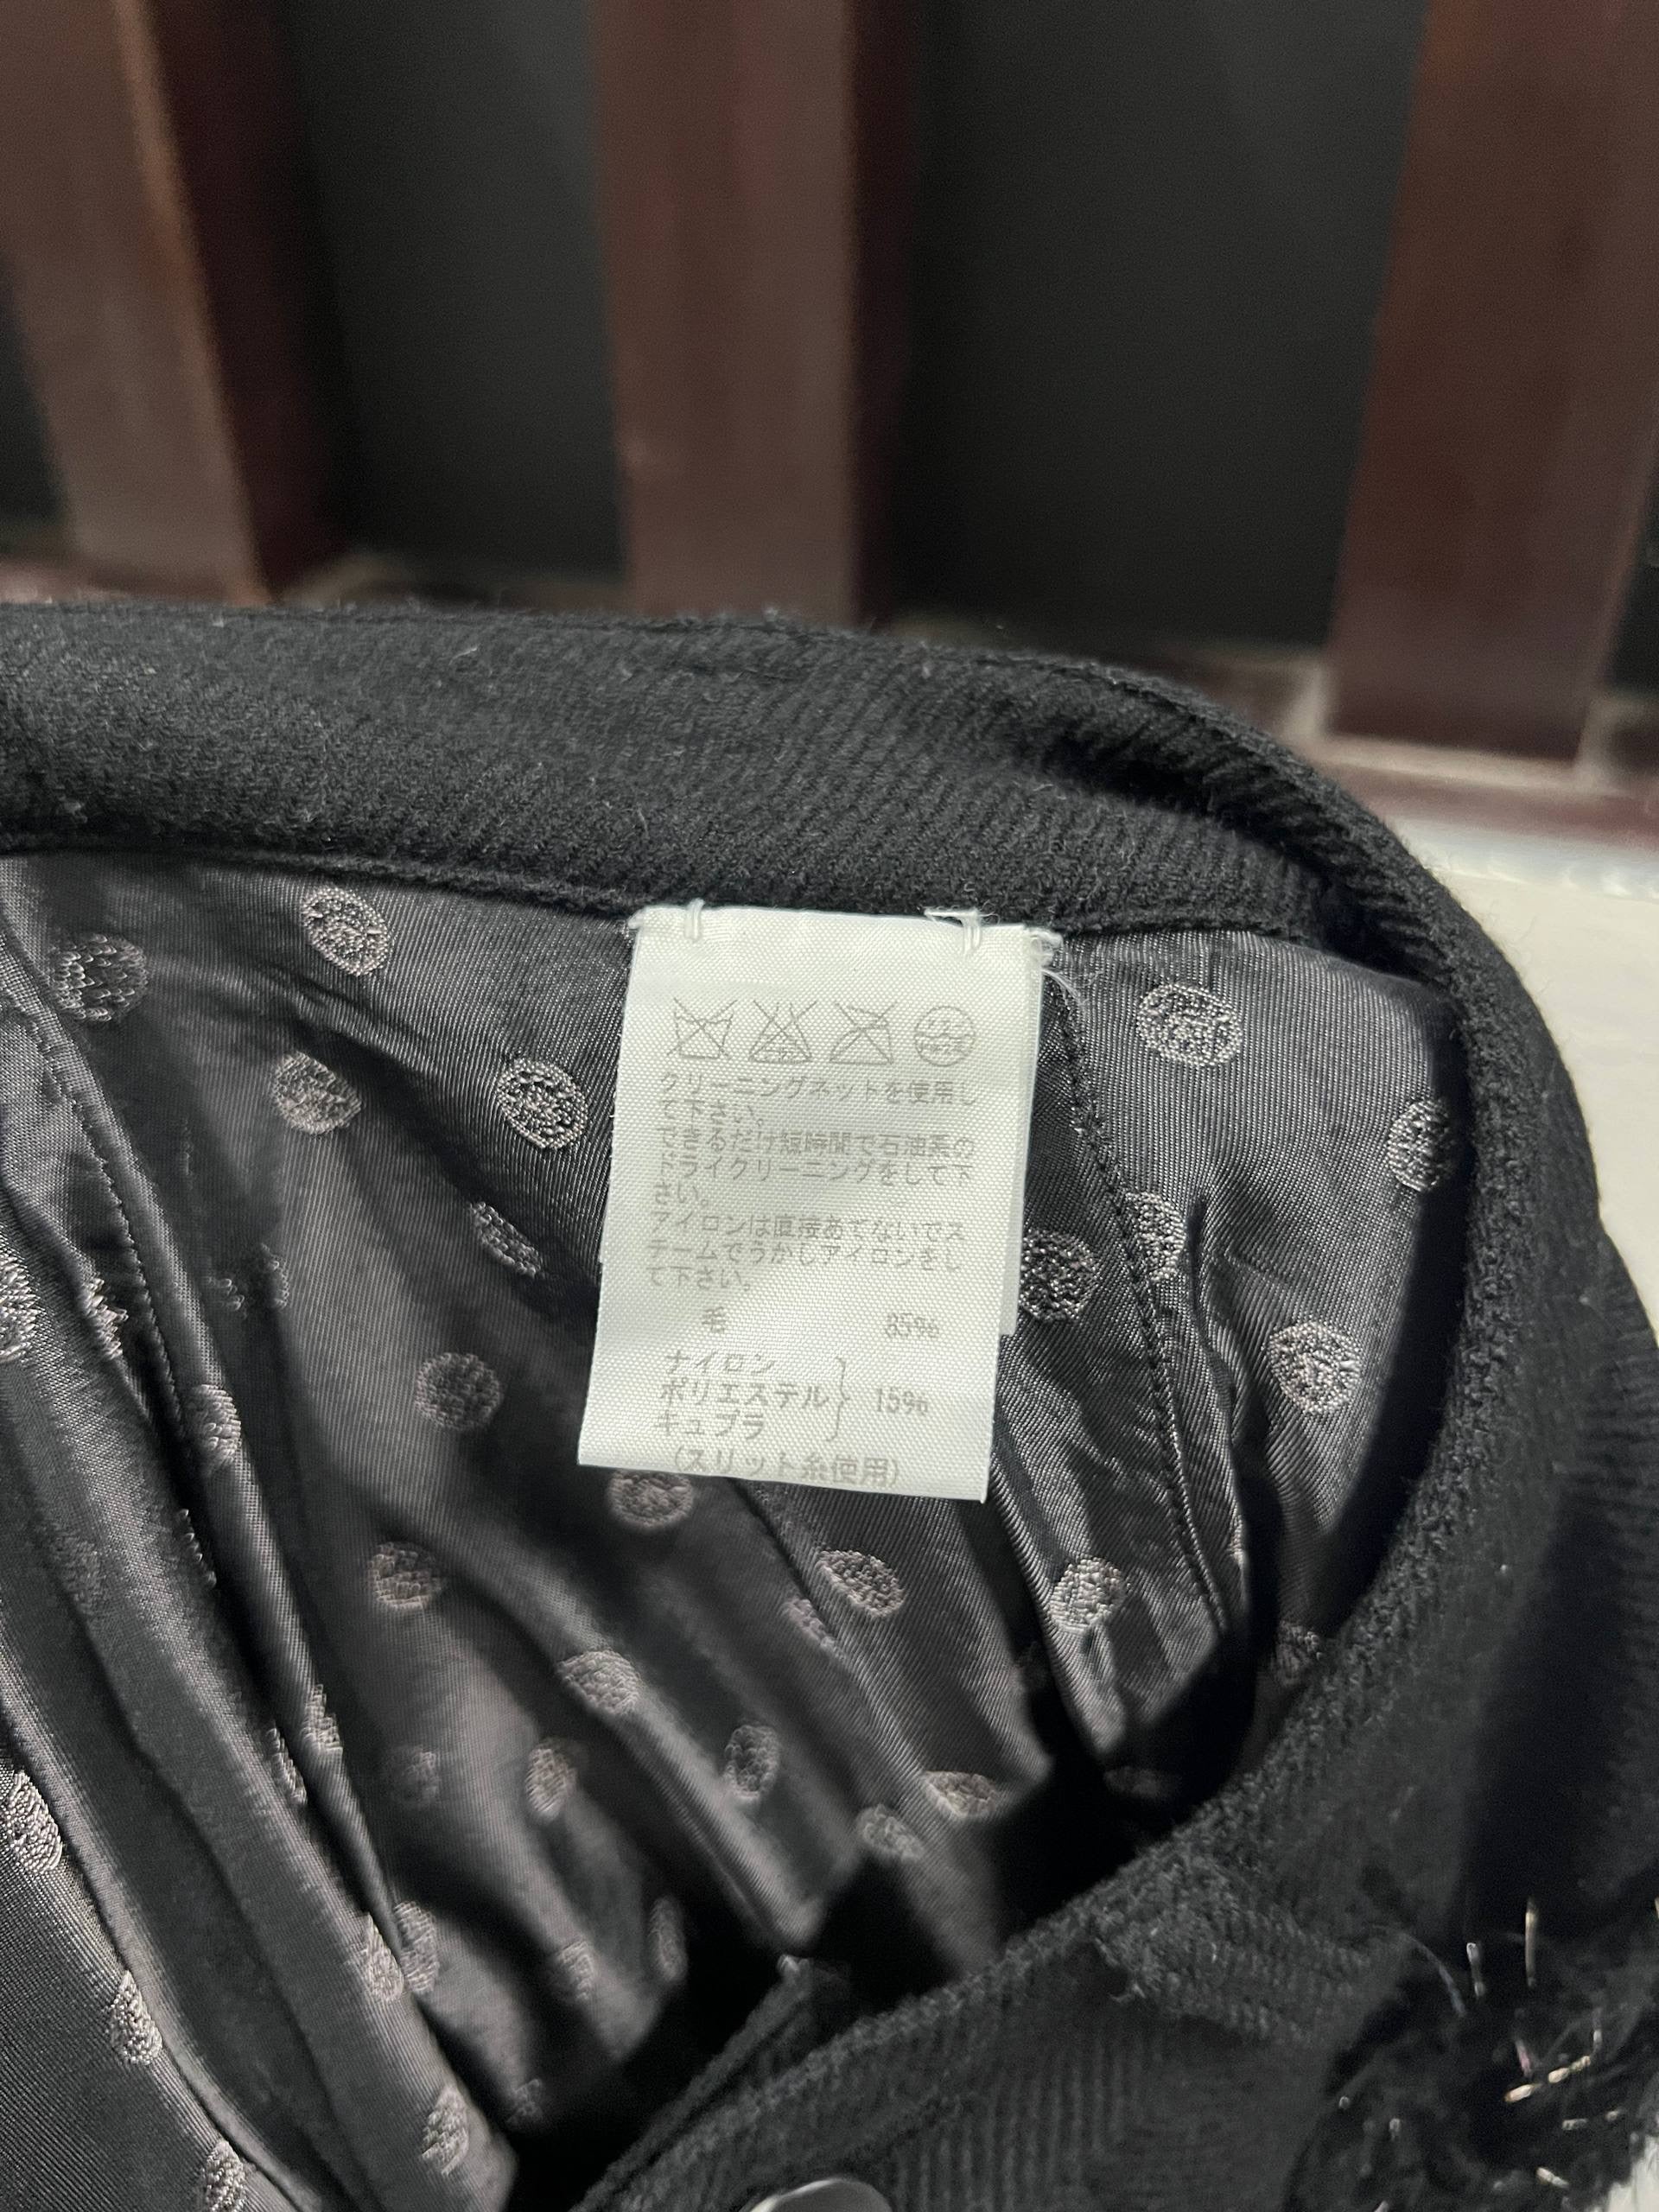 クリーニングネットを使用し
て下さい。
できるだけ短時間で石油系の
ドライクリーニングをして下
さい。
アイロンは直接あてないでス
チームでうかしアイロンをし
て下さい。
毛 85%
ナイロン
ポリエステル } 15%
キュプラ
(スリット糸使用)